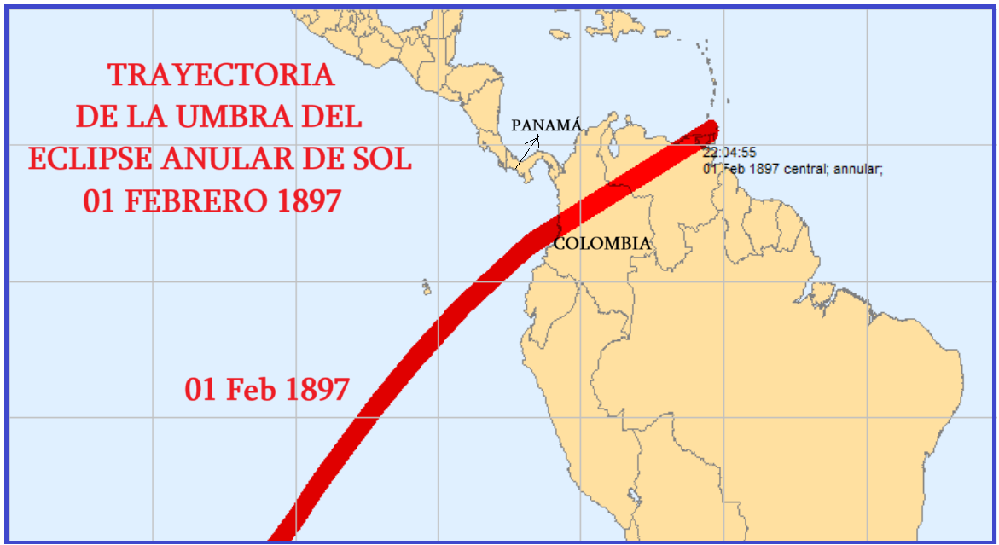 TRAYECTORIA
DE LA UMBRA DEL
ECLIPSE ANULAR DE SOL
01 FEBRERO 1897
PANAMÁ
22:04:55
01 Feb 1897 central; annular;
COLOMBIA
01 Feb 1897